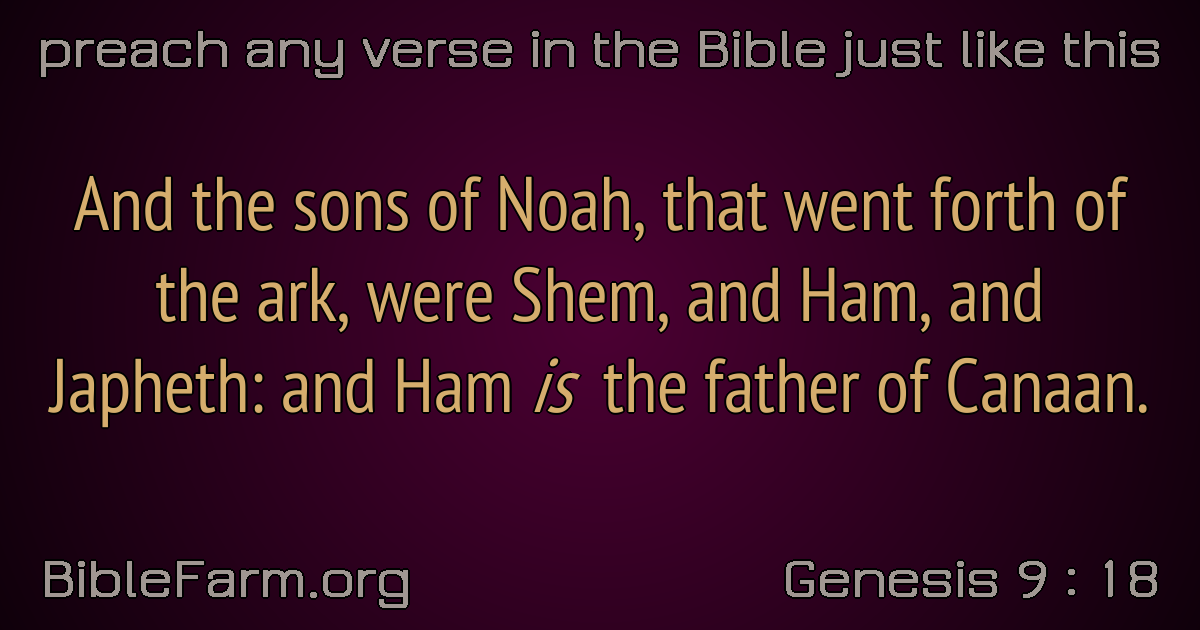 preach any verse in the Bible just like this
And the sons of Noah, that went forth of
the ark, were Shem, and Ham, and
Japheth: and Ham is the father of Canaan.
BibleFarm.org
Genesis 9 : 18